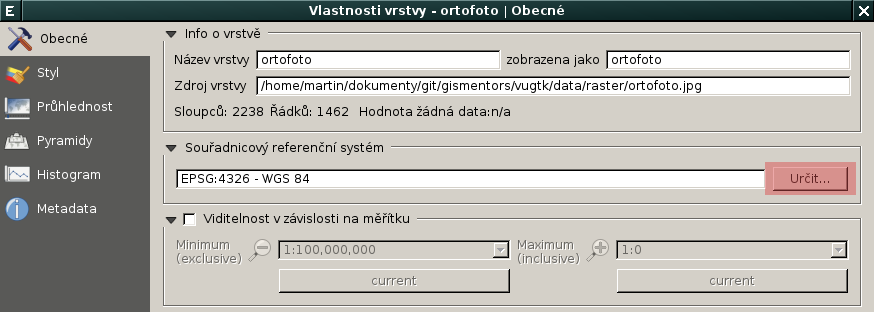 E Vlastnosti vrstvy - ortofoto | Obecné
Obecné
Styl
Průhlednost
Pyramidy
Histogram
Metadata
Info o vrstvě
Název vrstvy ortofoto zobrazena jako ortofoto
Zdroj vrstvy /home/martin/dokumenty/git/gismentors/vugtk/data/raster/ortofoto.jpg
Sloupců: 2238 Řádků: 1462 Hodnota žádná data:n/a
Souřadnicový referenční systém
EPSG:4326 - WGS 84 Určit...
Viditelnost v závislosti na měřítku
Minimum (exclusive) 1:100,000,000 Maximum (inclusive) 1:0
current current